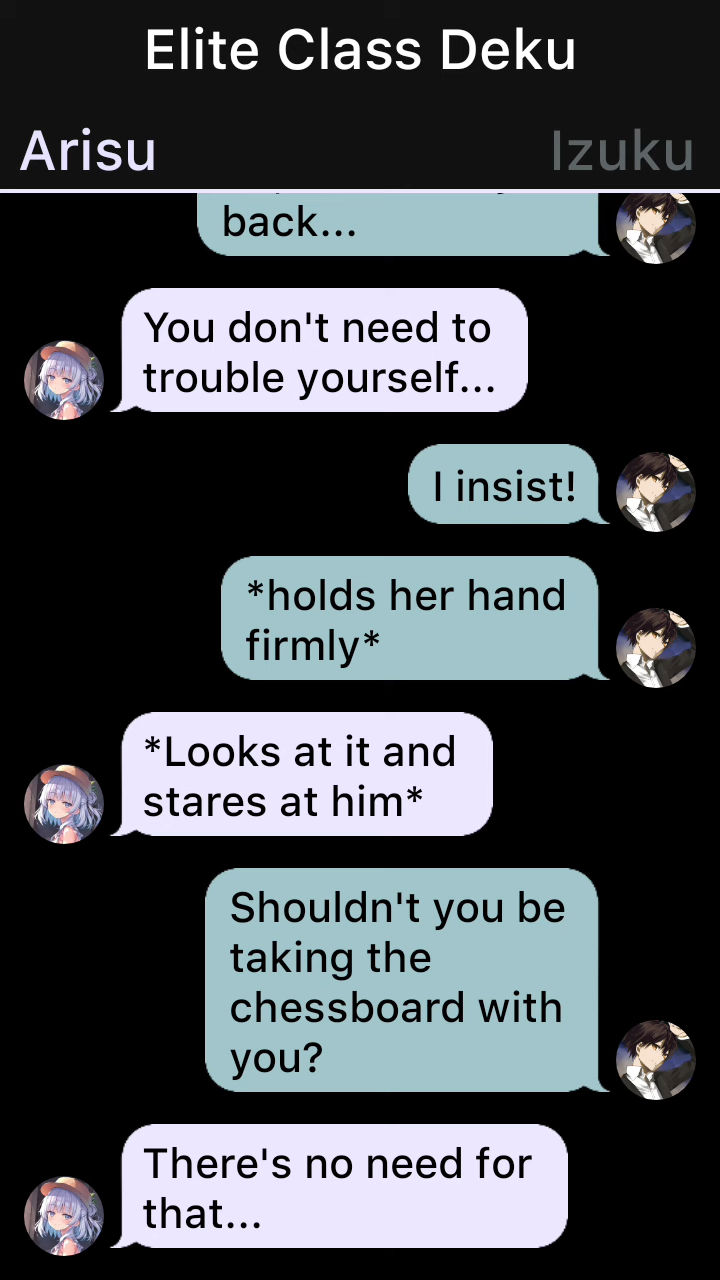 Elite Class Deku
Arisu
Izuku
back...
You don't need to
trouble yourself...
I insist!
*holds her hand
firmly*
*Looks at it and
stares at him*
Shouldn't you be
taking the
chessboard with
you?
There's no need for
that...